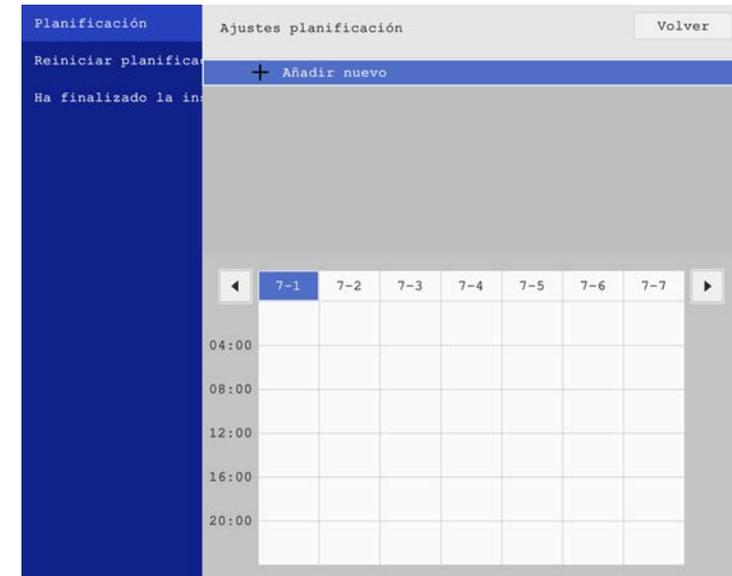 Planificación
Ajustes planificación
Volver
Reiniciar planifica
Añadir nuevo
Ha finalizado la in
7-1 7-2 7-3 7-4 7-5 7-6 7-7
04:00
08:00
12:00
16:00
20:00